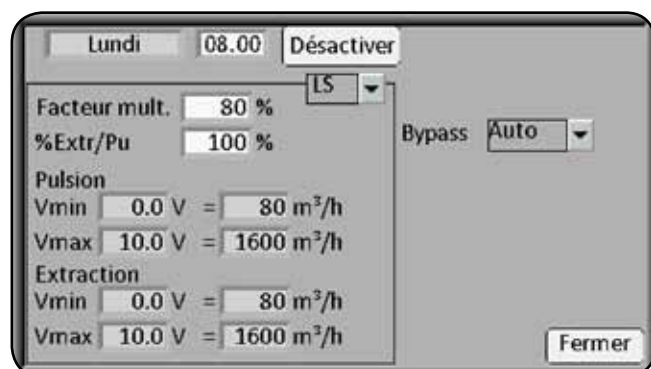 Lundi 08.00 Désactiver
LS
Facteur mult. 80 %
%Extr/Pu 100 %
Bypass Auto
Pulsion
Vmin 0.0 V = 80 m³/h
Vmax 10.0 V = 1600 m³/h
Extraction
Vmin 0.0 V = 80 m³/h
Vmax 10.0 V = 1600 m³/h
Fermer